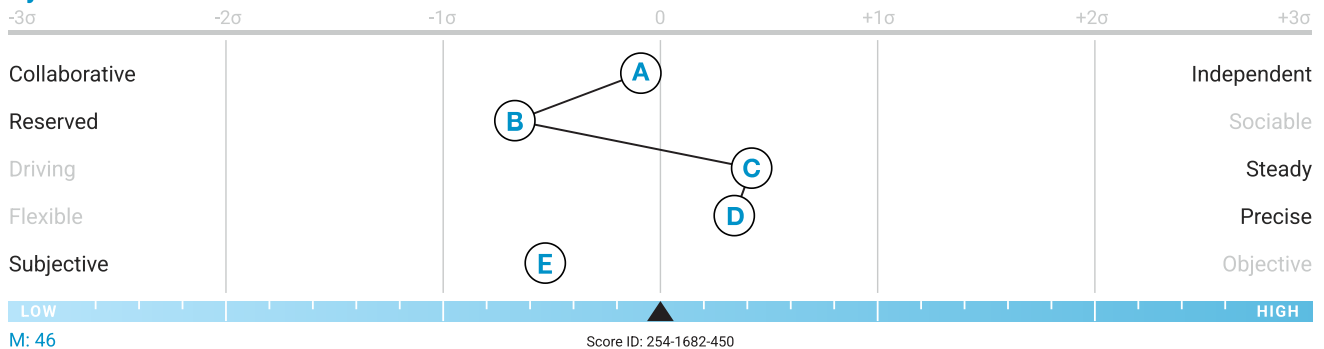 -3σ -2σ -1σ 0 +1σ +2σ +3σ
Collaborative A Independent
Reserved B Sociable
Driving C Steady
Flexible D Precise
Subjective E Objective
LOW HIGH
M: 46 Score ID: 254-1682-450